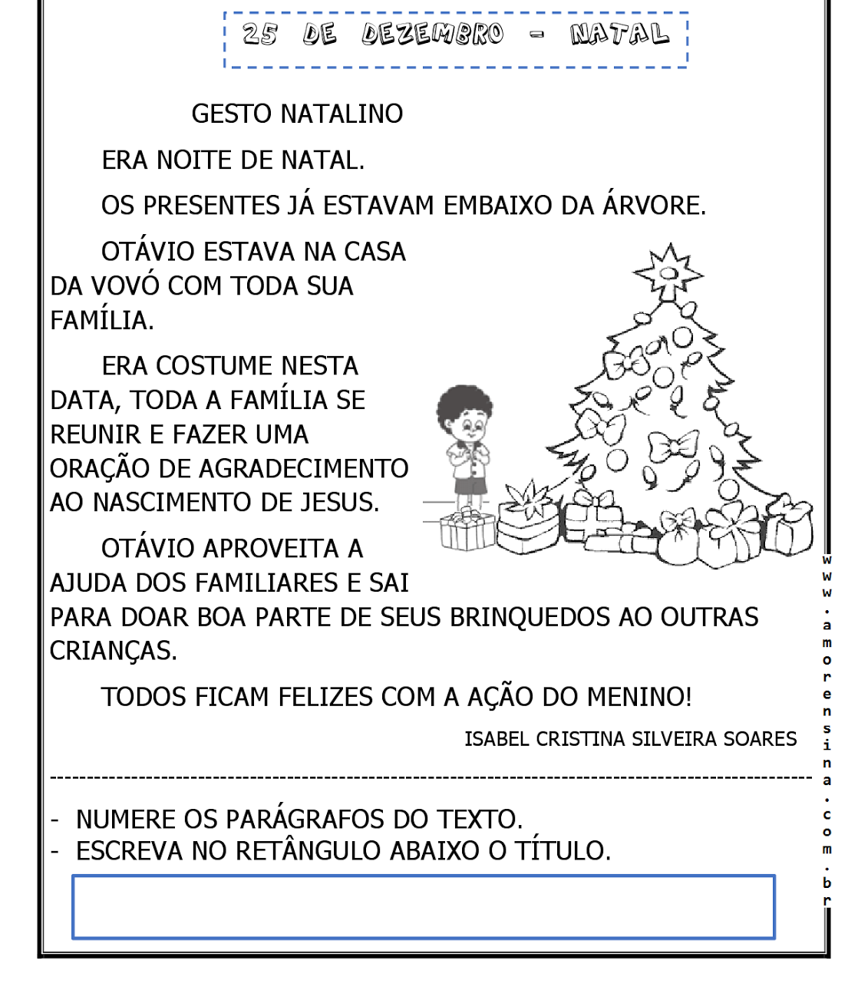 25 DE DEZEMBRO - NATAL
GESTO NATALINO
ERA NOITE DE NATAL.
OS PRESENTES JÁ ESTAVAM EMBAIXO DA ÁRVORE.
OTÁVIO ESTAVA NA CASA
DA VOVÓ COM TODA SUA
FAMÍLIA.
ERA COSTUME NESTA
DATA, TODA A FAMÍLIA SE
REUNIR E FAZER UMA
ORAÇÃO DE AGRADECIMENTO
AO NASCIMENTO DE JESUS.
OTÁVIO APROVEITA A
AJUDA DOS FAMILIARES E SAI
PARA DOAR BOA PARTE DE SEUS BRINQUEDOS AO OUTRAS
CRIANÇAS.
TODOS FICAM FELIZES COM A AÇÃO DO MENINO!
ISABEL CRISTINA SILVEIRA SOARES
- NUMERE OS PARÁGRAFOS DO TEXTO.
- ESCREVA NO RETÂNGULO ABAIXO O TÍTULO.
www.amorensina.com.br